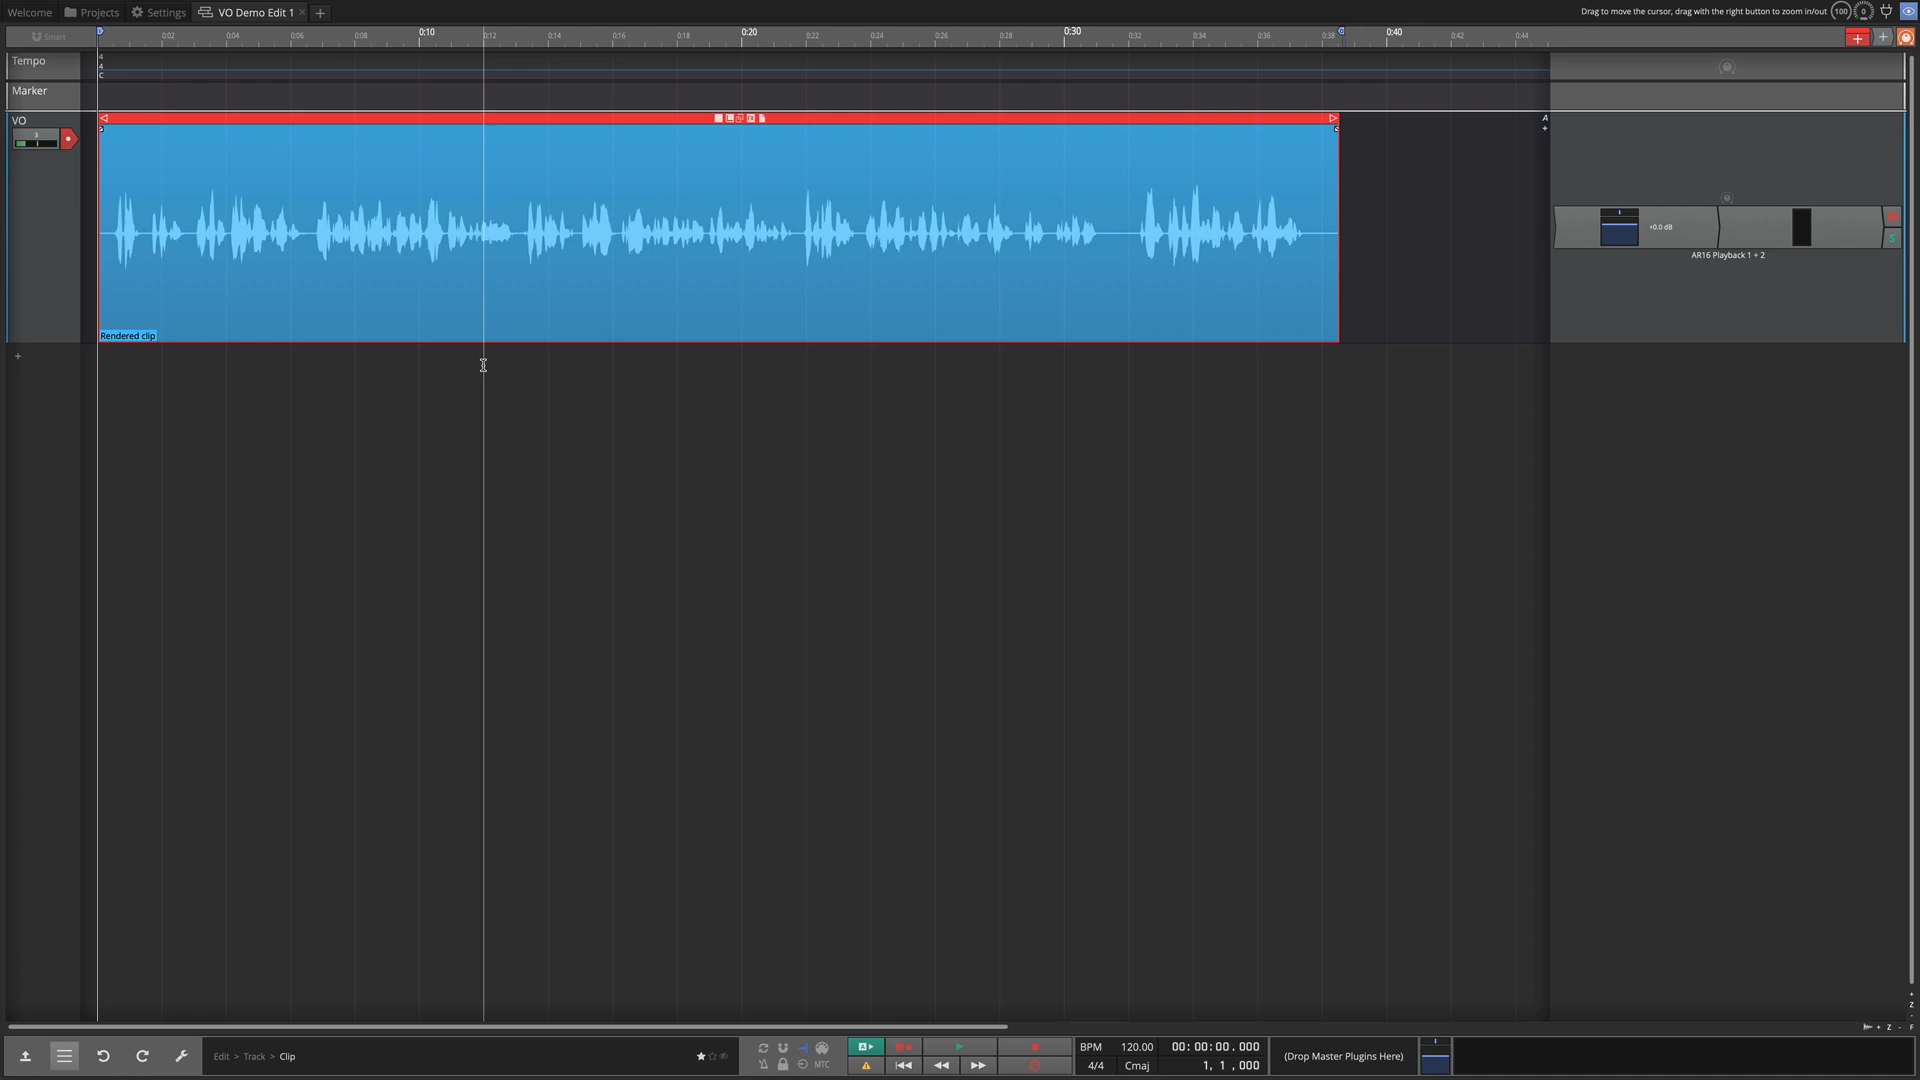 Welcome
Projects
Settings
VO Demo Edit 1
Drag to move the cursor, drag with the right button to zoom in/out
100
0
Smart
0:02
0:04
0:06
0:08
0:10
0:12
0:14
0:16
0:18
0:20
0:22
0:24
0:26
0:28
0:30
0:32
0:34
0:36
0:38
0:40
0:42
0:44
Tempo
4
4
C
Marker
VO
3
A
M
S
+0.0 dB
AR16 Playback 1 + 2
Rendered clip
Z
Z
F
Edit > Track > Clip
MTC
A
BPM 120.00 00:00:00.000
4/4 Cmaj 1, 1 ,000
(Drop Master Plugins Here)